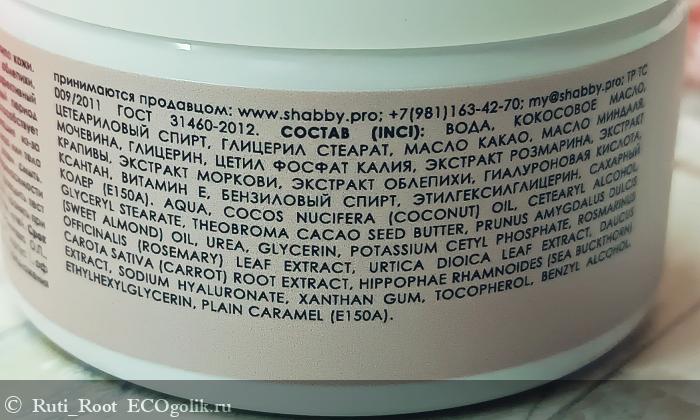 принимаются продавцом: www.shabby.pro; +7(981)163-42-70; my@shabby.pro; ТР ТС
009/2011 ГОСТ 31460-2012. СОСТАВ (INCI): ВОДА, КОКОСОВОЕ МАСЛО,
ЦЕТЕАРИЛОВЫЙ СПИРТ, ГЛИЦЕРИЛ СТЕАРАТ, МАСЛО КАКАО, МАСЛО МИНДАЛЯ,
МОЧЕВИНА, ГЛИЦЕРИН, ЦЕТИЛ ФОСФАТ КАЛИЯ, ЭКСТРАКТ РОЗМАРИНА, ЭКСТРАКТ
КРАПИВЫ, ЭКСТРАКТ МОРКОВИ, ЭКСТРАКТ ОБЛЕПИХИ, ГИАЛУРОНОВАЯ КИСЛОТА,
КСАНТАН, ВИТАМИН Е, БЕНЗИЛОВЫЙ СПИРТ, ЭТИЛГЕКСИЛГЛИЦЕРИН, САХАРНЫЙ
КОЛЕР (Е150А). AQUA, COCOS NUCIFERA (COCONUT) OIL, CETEARYL ALCOHOL,
GLYCERYL STEARATE, THEOBROMA CACAO SEED BUTTER, PRUNUS AMYGDALUS DULCIS
(SWEET ALMOND) OIL, UREA, GLYCERIN, POTASSIUM CETYL PHOSPHATE, ROSMARINUS
OFFICINALIS (ROSEMARY) LEAF EXTRACT, URTICA DIOICA LEAF EXTRACT, DAUCUS
CAROTA SATIVA (CARROT) ROOT EXTRACT, HIPPOPHAE RHAMNOIDES (SEA BUCKTHORN)
EXTRACT, SODIUM HYALURONATE, XANTHAN GUM, TOCOPHEROL, BENZYL ALCOHOL,
ETHYLHEXYLGLYCERIN, PLAIN CARAMEL (E150A).
© Ruti_Root ECOgolik.ru